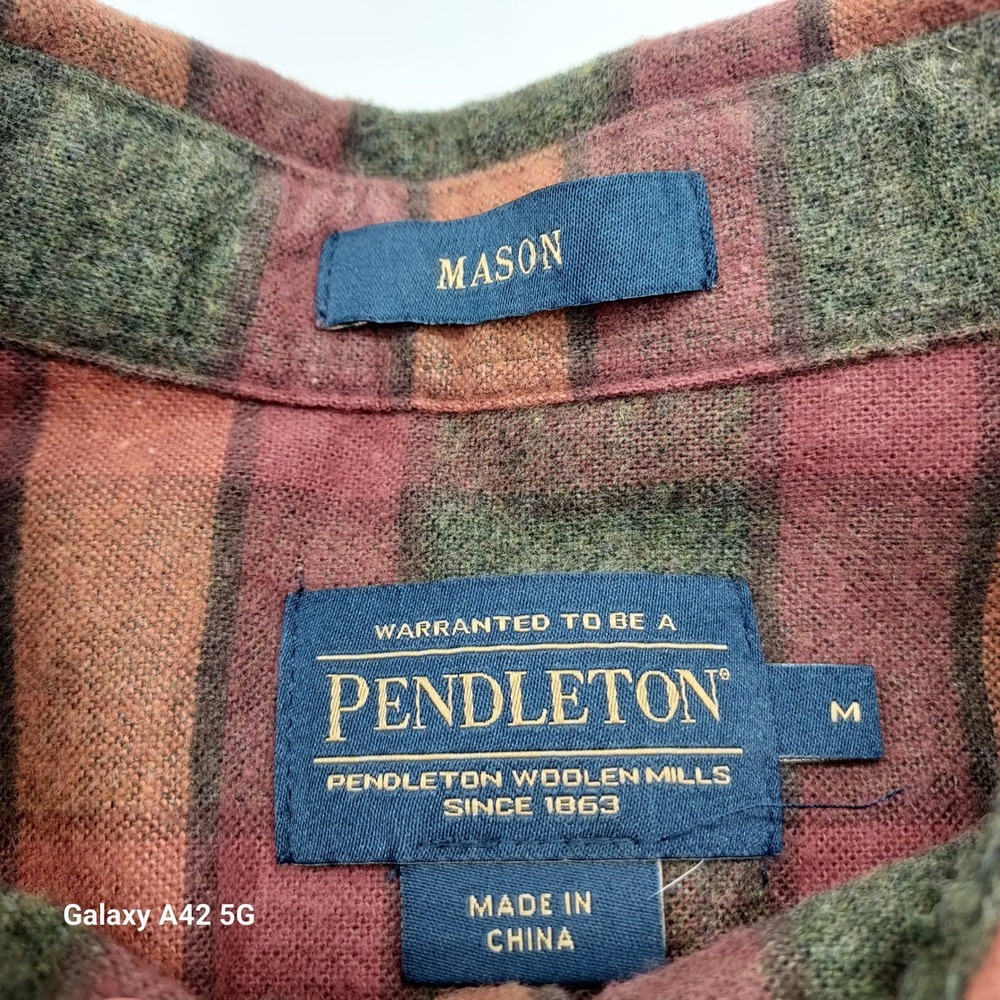 MASON
WARRANTED TO BE A
PENDLETON®
M
PENDLETON WOOLEN MILLS
SINCE 1863
MADE IN
CHINA
Galaxy A42 5G